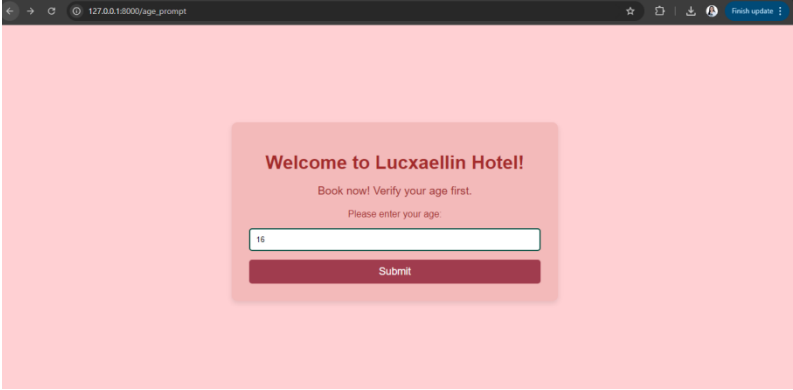 127.0.0.1:8000/age_prompt
Finish update
Welcome to Lucxaellin Hotel!
Book now! Verify your age first.
Please enter your age:
16
Submit